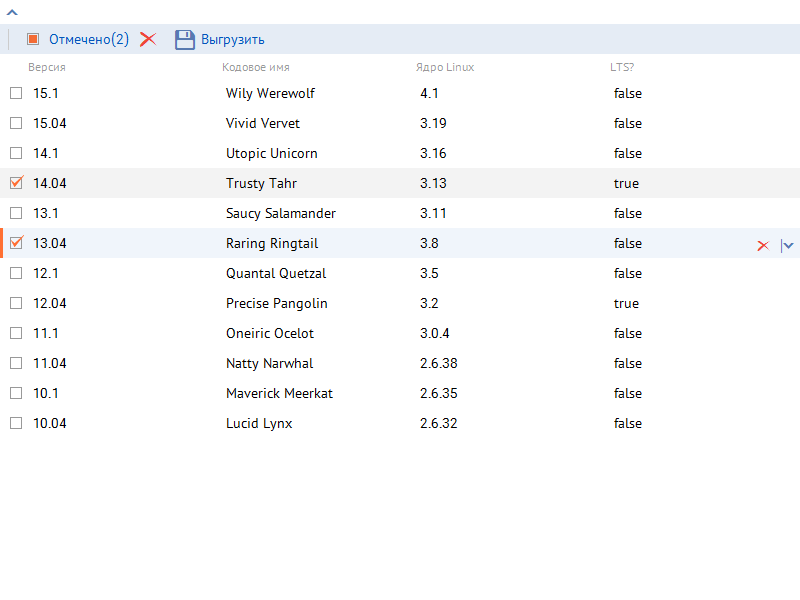 Отмечено(2) Выгрузить
Версия Кодовое имя Ядро Linux LTS?
15.1 Wily Werewolf 4.1 false
15.04 Vivid Vervet 3.19 false
14.1 Utopic Unicorn 3.16 false
14.04 Trusty Tahr 3.13 true
13.1 Saucy Salamander 3.11 false
13.04 Raring Ringtail 3.8 false
12.1 Quantal Quetzal 3.5 false
12.04 Precise Pangolin 3.2 true
11.1 Oneiric Ocelot 3.0.4 false
11.04 Natty Narwhal 2.6.38 false
10.1 Maverick Meerkat 2.6.35 false
10.04 Lucid Lynx 2.6.32 false